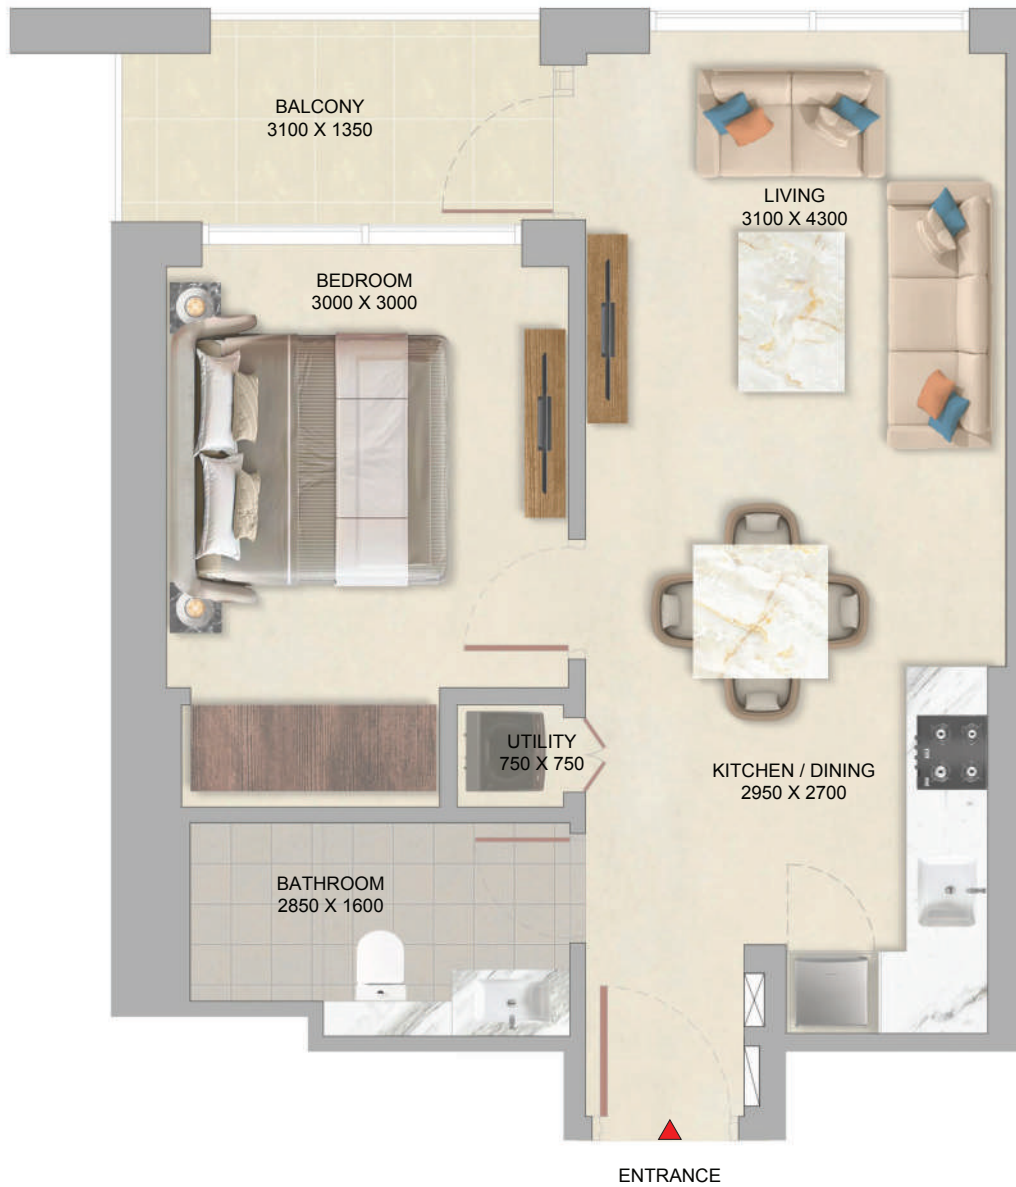 BALCONY
3100 X 1350
LIVING
3100 X 4300
BEDROOM
3000 X 3000
UTILITY
750 X 750
KITCHEN / DINING
2950 X 2700
BATHROOM
2850 X 1600
ENTRANCE